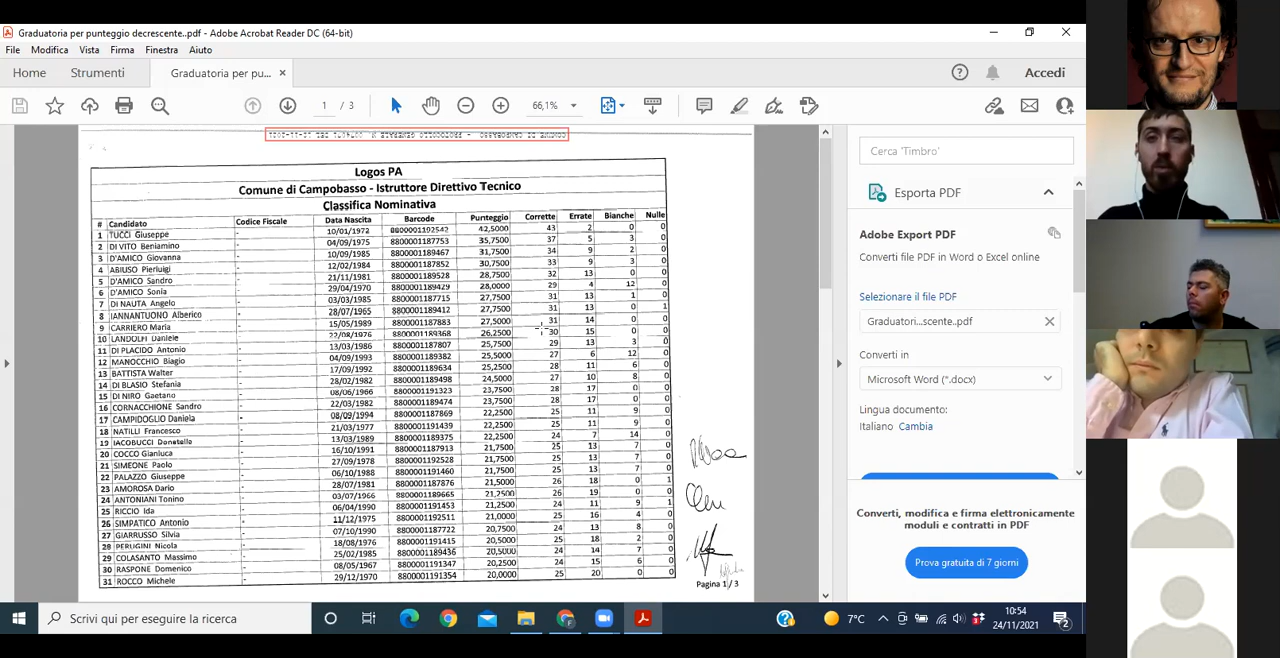 Graduatoria per punteggio decrescente..pdf - Adobe Acrobat Reader DC (64-bit)
File Modifica Vista Firma Finestra Aiuto
Home Strumenti Graduatoria per pu... × Accedi
1 / 3 66,1%
Logos PA
Comune di Campobasso - Istruttore Direttivo Tecnico
Classifica Nominativa
# Candidato Codice Fiscale Data Nascita Barcode Punteggio Corrette Errate Bianche Nulle
1 TUCCI Giuseppe - 10/01/1972 8800001192542 42,5000 43 2 0 0
2 DI VITO Beniamino - 04/09/1975 8800001187753 35,7500 37 5 3 0
3 D'AMICO Giovanna - 10/09/1985 8800001189467 31,7500 34 9 2 0
4 ABIUSO Pierluigi - 12/02/1984 8800001187852 30,7500 33 9 3 0
5 D'AMICO Sandro - 21/11/1981 8800001189528 28,7500 32 13 0 0
6 D'AMICO Sonia - 29/04/1970 8800001189429 28,0000 29 4 12 0
7 DI NAUTA Angelo - 03/03/1985 8800001187715 27,7500 31 13 1 0
8 IANNANTUONO Alberico - 28/07/1965 8800001189412 27,7500 31 13 0 1
9 CARRIERO Maria - 15/05/1989 8800001187883 27,5000 31 14 0 0
10 LANDOLFI Daniele - 22/08/1976 8800001189368 26,2500 30 15 0 0
11 DI PLACIDO Antonio - 13/03/1986 8800001187807 25,7500 29 13 3 0
12 MANOCCHIO Biagio - 04/09/1993 8800001189382 25,5000 27 6 12 0
13 BATTISTA Walter - 17/09/1992 8800001189634 25,2500 28 11 6 0
14 DI BLASIO Stefania - 28/02/1982 8800001189498 24,5000 27 10 8 0
15 DI NIRO Gaetano - 08/06/1966 8800001191323 23,7500 28 17 0 0
16 CORNACCHIONE Sandro - 22/03/1982 8800001189474 23,7500 28 17 0 0
17 CAMPIDOGLIO Daniela - 08/09/1994 8800001187869 22,2500 25 11 9 0
18 NATILLI Francesco - 21/03/1977 8800001191439 22,2500 25 11 9 0
19 IACOBUCCI Donatello - 13/03/1989 8800001189375 22,2500 24 7 14 0
20 COCCO Gianluca - 16/10/1991 8800001187913 21,7500 25 13 7 0
21 SIMEONE Paolo - 27/09/1978 8800001192528 21,7500 25 13 7 0
22 PALAZZO Giuseppe - 06/10/1988 8800001191460 21,7500 25 13 7 0
23 AMOROSA Dario - 28/07/1981 8800001187876 21,5000 26 18 0 1
24 ANTONIANI Tonino - 03/07/1966 8800001189665 21,2500 26 19 0 0
25 RICCIO Ida - 06/04/1990 8800001191453 21,2500 24 11 9 1
26 SIMPATICO Antonio - 11/12/1975 8800001192511 21,0000 25 16 4 0
27 GIARRUSSO Silvia - 07/10/1990 8800001187722 20,7500 24 13 8 0
28 PERUGINI Nicola - 18/08/1976 8800001191415 20,5000 25 18 2 0
29 COLASANTO Massimo - 25/02/1985 8800001189436 20,5000 24 14 7 0
30 RASPONE Domenico - 08/05/1967 8800001191347 20,2500 24 15 6 0
31 ROCCO Michele - 29/12/1970 8800001191354 20,0000 25 20 0 0
Pagina 1 / 3
Cerca 'Timbro'
Esporta PDF
Adobe Export PDF
Converti file PDF in Word o Excel online
Selezionare il file PDF
Graduatori...scente..pdf
Converti in
Microsoft Word (*.docx)
Lingua documento:
Italiano Cambia
Converti, modifica e firma elettronicamente
moduli e contratti in PDF
Prova gratuita di 7 giorni
Scrivi qui per eseguire la ricerca
7°C
10:54
24/11/2021
2